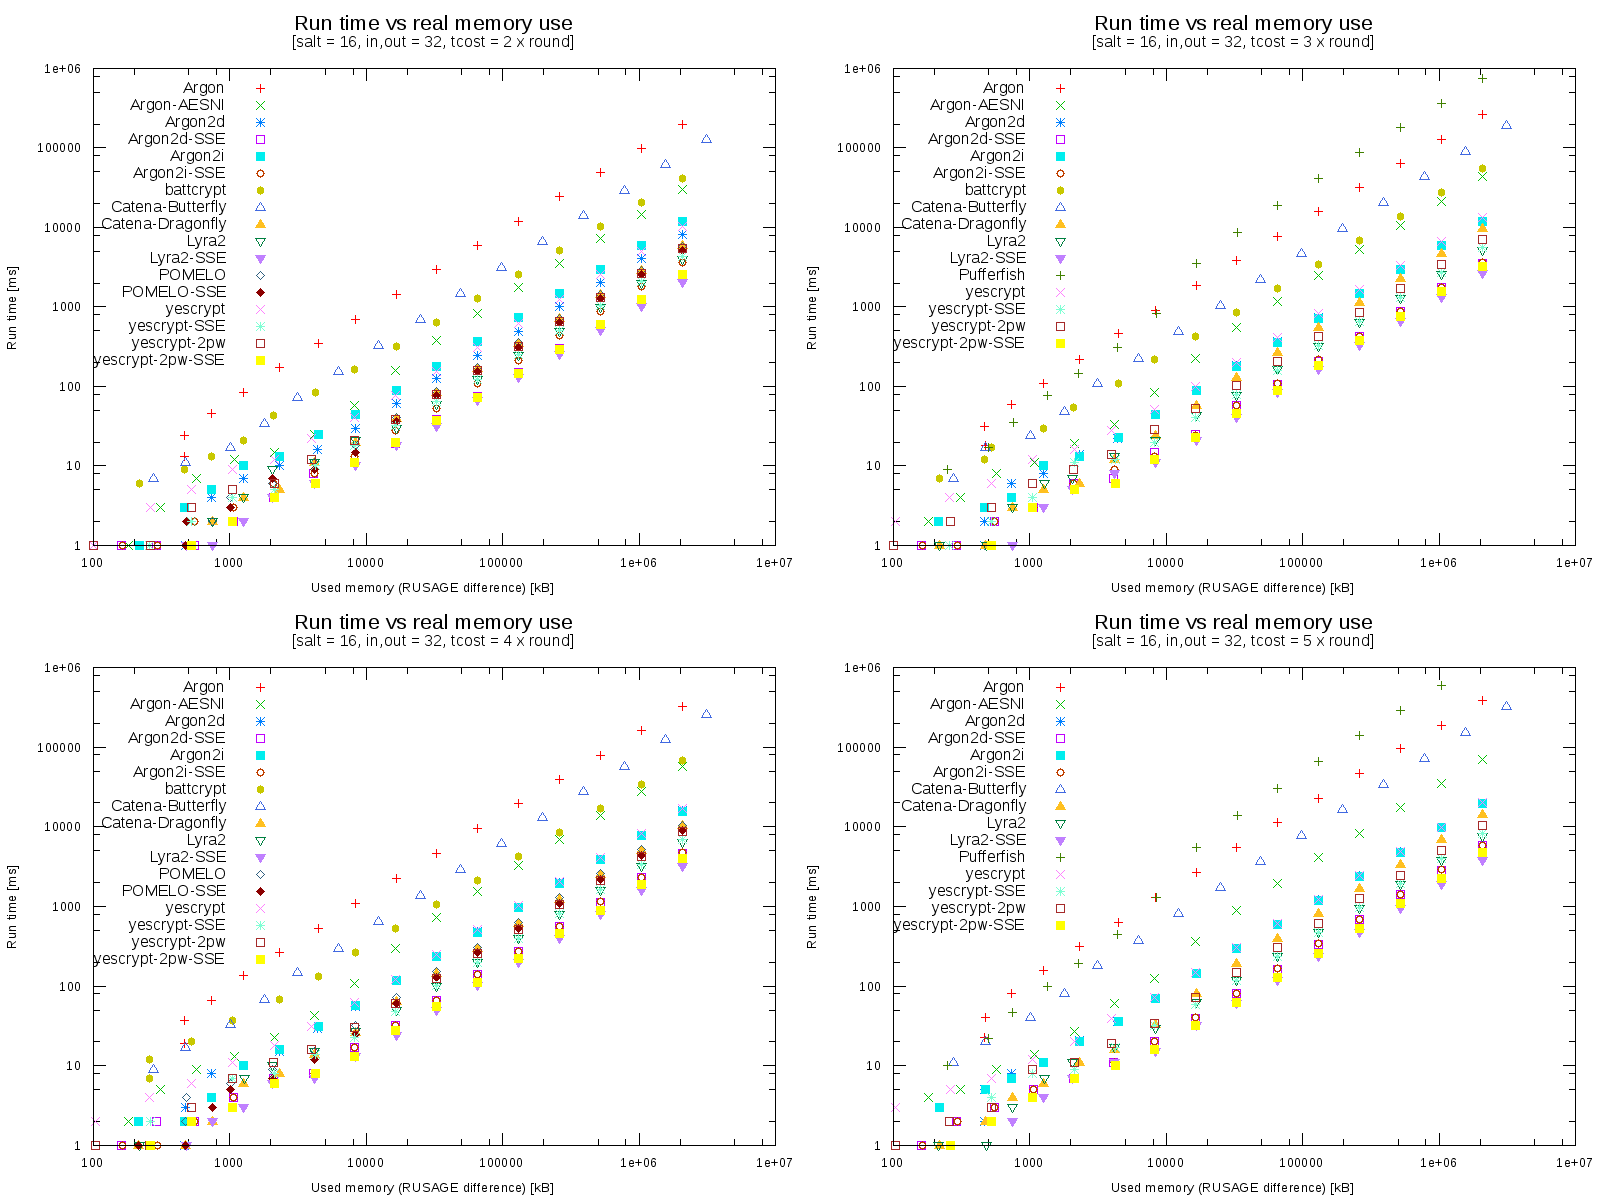 Run time vs real memory use
[salt = 16, in,out = 32, tcost = 2 x round]
1e+06
100000
10000
1000
100
10
1
Run time [ms]
Argon
Argon-AESNI
Argon2d
Argon2d-SSE
Argon2i
Argon2i-SSE
battcrypt
Catena-Butterfly
Catena-Dragonfly
Lyra2
Lyra2-SSE
POMELO
POMELO-SSE
yescrypt
yescrypt-SSE
yescrypt-2pw
yescrypt-2pw-SSE
100 1000 10000 100000 1e+06 1e+07
Used memory (RUSAGE difference) [kB]
Run time vs real memory use
[salt = 16, in,out = 32, tcost = 3 x round]
1e+06
100000
10000
1000
100
10
1
Run time [ms]
Argon
Argon-AESNI
Argon2d
Argon2d-SSE
Argon2i
Argon2i-SSE
battcrypt
Catena-Butterfly
Catena-Dragonfly
Lyra2
Lyra2-SSE
Pufferfish
yescrypt
yescrypt-SSE
yescrypt-2pw
yescrypt-2pw-SSE
100 1000 10000 100000 1e+06 1e+07
Used memory (RUSAGE difference) [kB]
Run time vs real memory use
[salt = 16, in,out = 32, tcost = 4 x round]
1e+06
100000
10000
1000
100
10
1
Run time [ms]
Argon
Argon-AESNI
Argon2d
Argon2d-SSE
Argon2i
Argon2i-SSE
battcrypt
Catena-Butterfly
Catena-Dragonfly
Lyra2
Lyra2-SSE
POMELO
POMELO-SSE
yescrypt
yescrypt-SSE
yescrypt-2pw
yescrypt-2pw-SSE
100 1000 10000 100000 1e+06 1e+07
Used memory (RUSAGE difference) [kB]
Run time vs real memory use
[salt = 16, in,out = 32, tcost = 5 x round]
1e+06
100000
10000
1000
100
10
1
Run time [ms]
Argon
Argon-AESNI
Argon2d
Argon2d-SSE
Argon2i
Argon2i-SSE
Catena-Butterfly
Catena-Dragonfly
Lyra2
Lyra2-SSE
Pufferfish
yescrypt
yescrypt-SSE
yescrypt-2pw
yescrypt-2pw-SSE
100 1000 10000 100000 1e+06 1e+07
Used memory (RUSAGE difference) [kB]